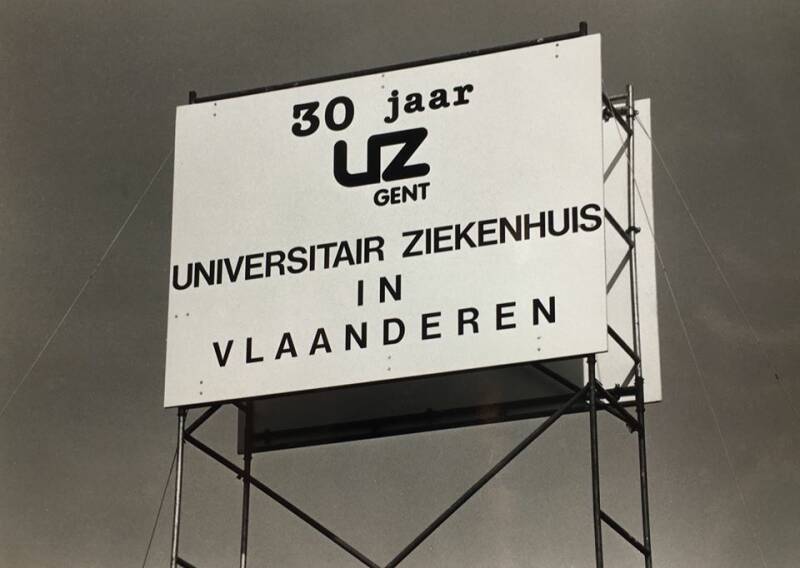 30 jaar
UZ
GENT
UNIVERSITAIR ZIEKENHUIS
IN
VLAANDEREN